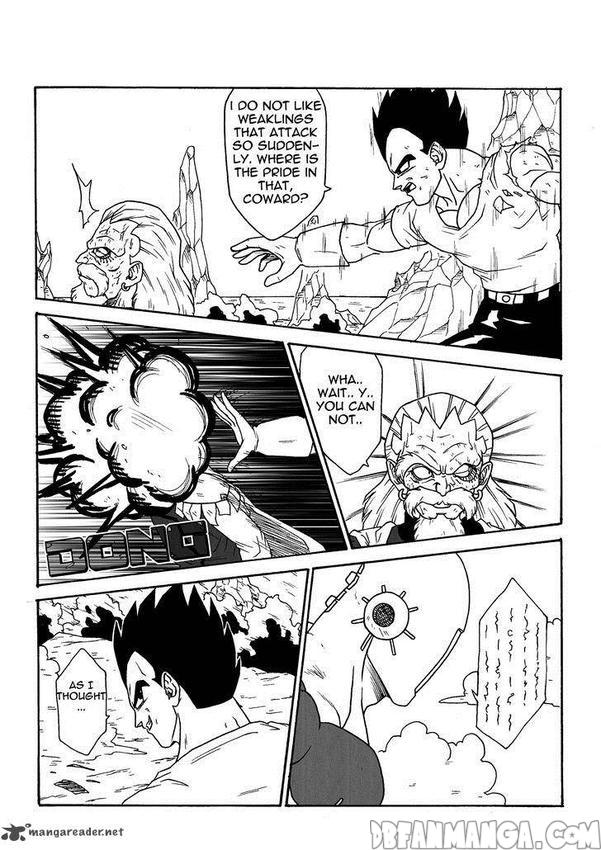 I DO NOT LIKE
WEAKLINGS
THAT ATTACK
SO SUDDEN-
LY. WHERE IS
THE PRIDE IN
THAT,
COWARD?
WHA..
WAIT.. Y..
YOU CAN
NOT..
DONO
AS I
THOUGHT
...
mangareader.net
DBFANMANGA.COM